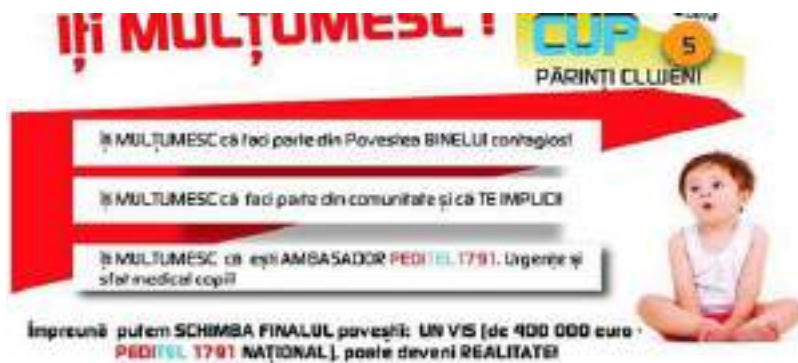 Îți MULȚUMESC !
CUP
5
PĂRINȚI CLUJENI
Îți MULȚUMESC că faci parte din Povestea BINELUI contagios!
Îți MULȚUMESC că faci parte din comunitate și că TE IMPLICI!
Îți MULȚUMESC că ești AMBASADOR PEDITEL 1791. Urgențe și
sfat medical copii!
Împreună putem SCHIMBA FINALUL poveștii: UN VIS (de 400 000 euro -
PEDITEL 1791 NAȚIONAL), poate deveni REALITATE!